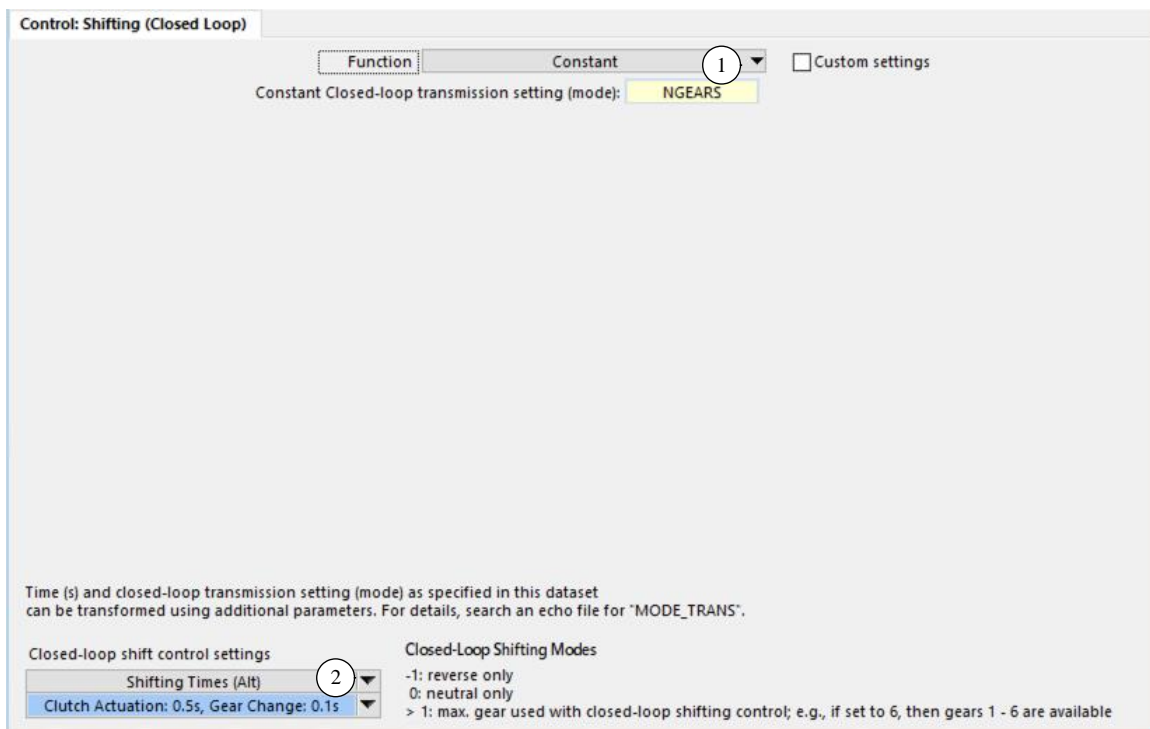 Control: Shifting (Closed Loop)
Function Constant 1 Custom settings
Constant Closed-loop transmission setting (mode): NGEARS
Time (s) and closed-loop transmission setting (mode) as specified in this dataset
can be transformed using additional parameters. For details, search an echo file for "MODE_TRANS".
Closed-loop shift control settings
Shifting Times (Alt) 2
Clutch Actuation: 0.5s, Gear Change: 0.1s
Closed-Loop Shifting Modes
-1: reverse only
0: neutral only
> 1: max. gear used with closed-loop shifting control; e.g., if set to 6, then gears 1 - 6 are available